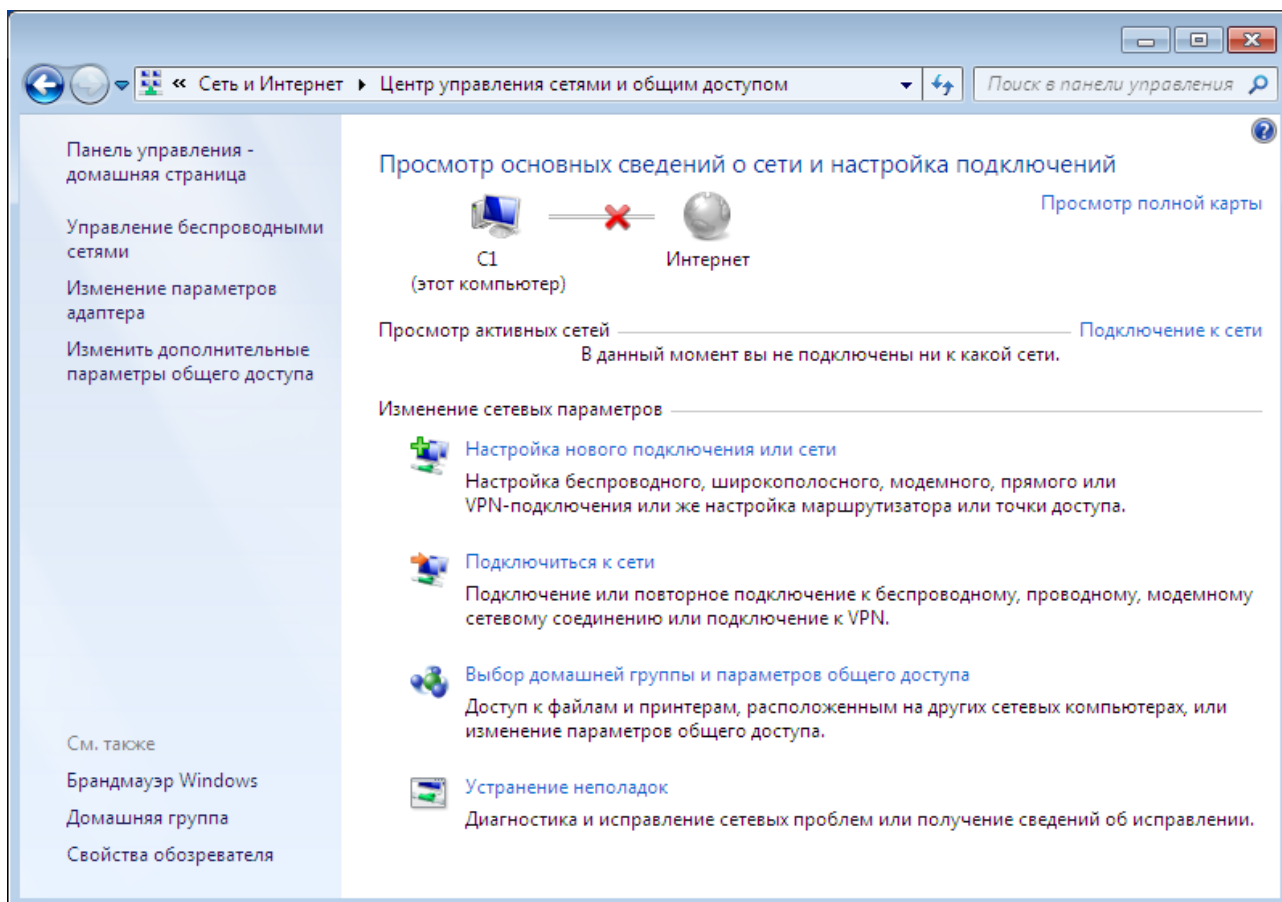 « Сеть и Интернет ▸ Центр управления сетями и общим доступом
Поиск в панели управления
Панель управления -
домашняя страница
Управление беспроводными
сетями
Изменение параметров
адаптера
Изменить дополнительные
параметры общего доступа
См. также
Брандмауэр Windows
Домашняя группа
Свойства обозревателя
Просмотр основных сведений о сети и настройка подключений
Просмотр полной карты
C1
(этот компьютер)
Интернет
Просмотр активных сетей
Подключение к сети
В данный момент вы не подключены ни к какой сети.
Изменение сетевых параметров
Настройка нового подключения или сети
Настройка беспроводного, широкополосного, модемного, прямого или
VPN-подключения или же настройка маршрутизатора или точки доступа.
Подключиться к сети
Подключение или повторное подключение к беспроводному, проводному, модемному
сетевому соединению или подключение к VPN.
Выбор домашней группы и параметров общего доступа
Доступ к файлам и принтерам, расположенным на других сетевых компьютерах, или
изменение параметров общего доступа.
Устранение неполадок
Диагностика и исправление сетевых проблем или получение сведений об исправлении.